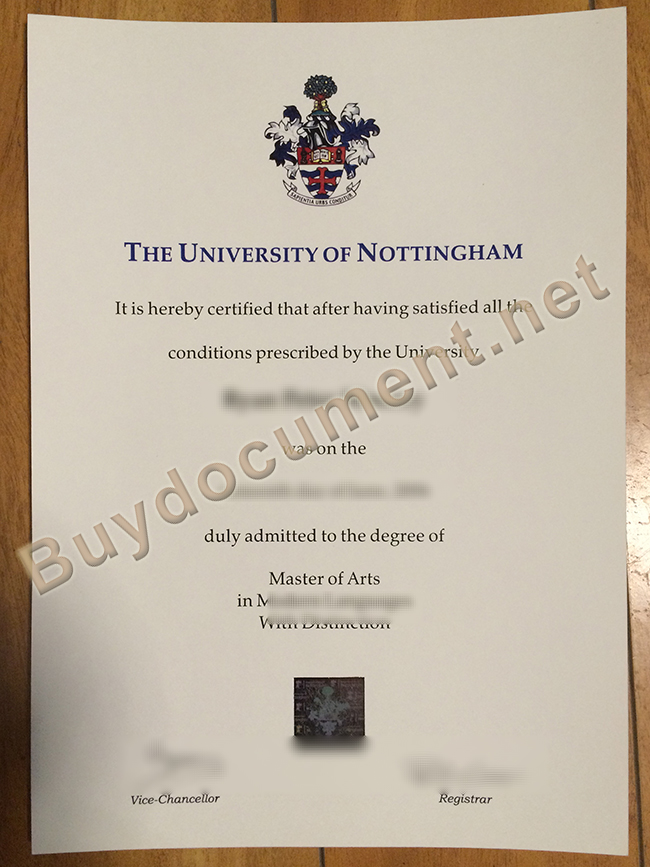 SAPIENTIA URBS CONDITUR
THE UNIVERSITY OF NOTTINGHAM
It is hereby certified that after having satisfied all the
conditions prescribed by the University
was on the
duly admitted to the degree of
Master of Arts
in
With Distinction
Vice-Chancellor
Registrar
Buydocument.net